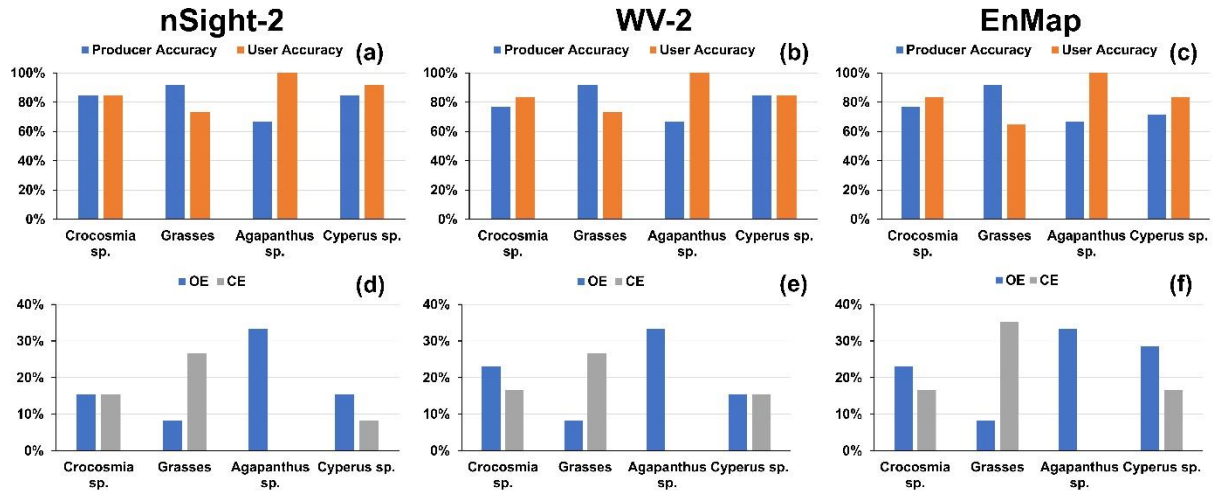 nSight-2
Producer Accuracy User Accuracy (a)
100%
80%
60%
40%
20%
0%
Crocosmia sp. Grasses Agapanthus sp. Cyperus sp.
WV-2
Producer Accuracy User Accuracy (b)
100%
80%
60%
40%
20%
0%
Crocosmia sp. Grasses Agapanthus sp. Cyperus sp.
EnMap
Producer Accuracy User Accuracy (c)
100%
80%
60%
40%
20%
0%
Crocosmia sp. Grasses Agapanthus sp. Cyperus sp.
OE CE (d)
40%
30%
20%
10%
0%
Crocosmia sp. Grasses Agapanthus sp. Cyperus sp.
OE CE (e)
40%
30%
20%
10%
0%
Crocosmia sp. Grasses Agapanthus sp. Cyperus sp.
OE CE (f)
40%
30%
20%
10%
0%
Crocosmia sp. Grasses Agapanthus sp. Cyperus sp.